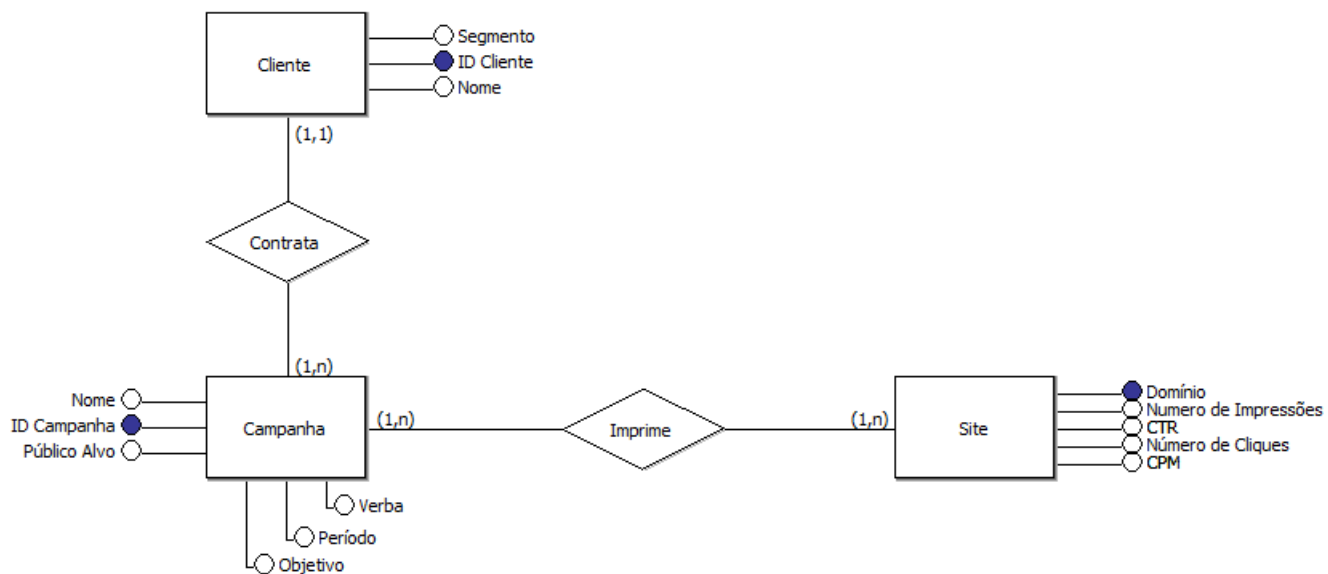 Cliente
Segmento
ID Cliente
Nome
(1,1)
Contrata
(1,n)
Nome
ID Campanha
Público Alvo
Campanha
(1,n)
Imprime
(1,n)
Site
Domínio
Numero de Impressões
CTR
Número de Cliques
CPM
Verba
Período
Objetivo